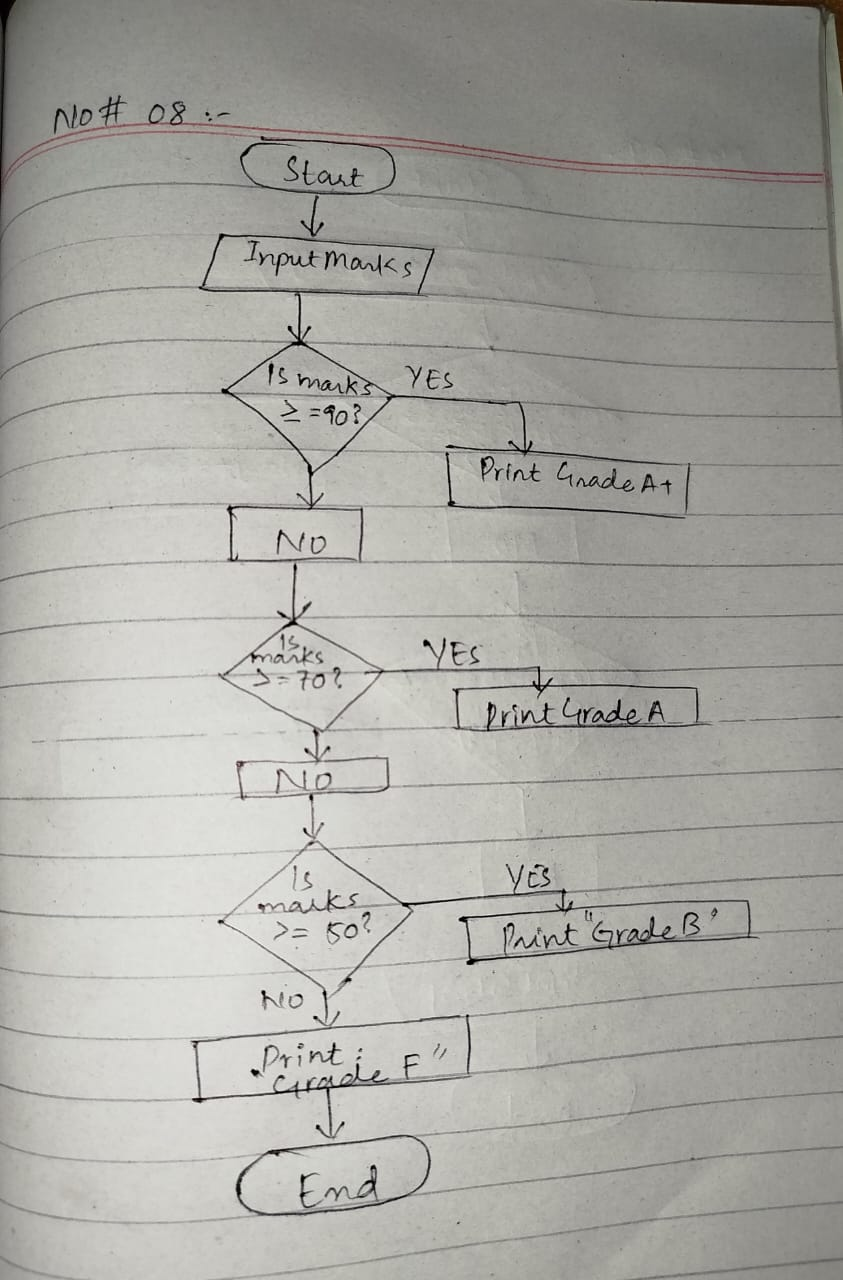 No# 08 :-
Start
Input Marks
Is marks
≥ =90?
YES
Print Grade A+
NO
Is
marks
>= 70?
YES
Print Grade A
NO
Is
marks
>= 50?
YES
Print "Grade B"
NO
Print :
"Grade F"
End